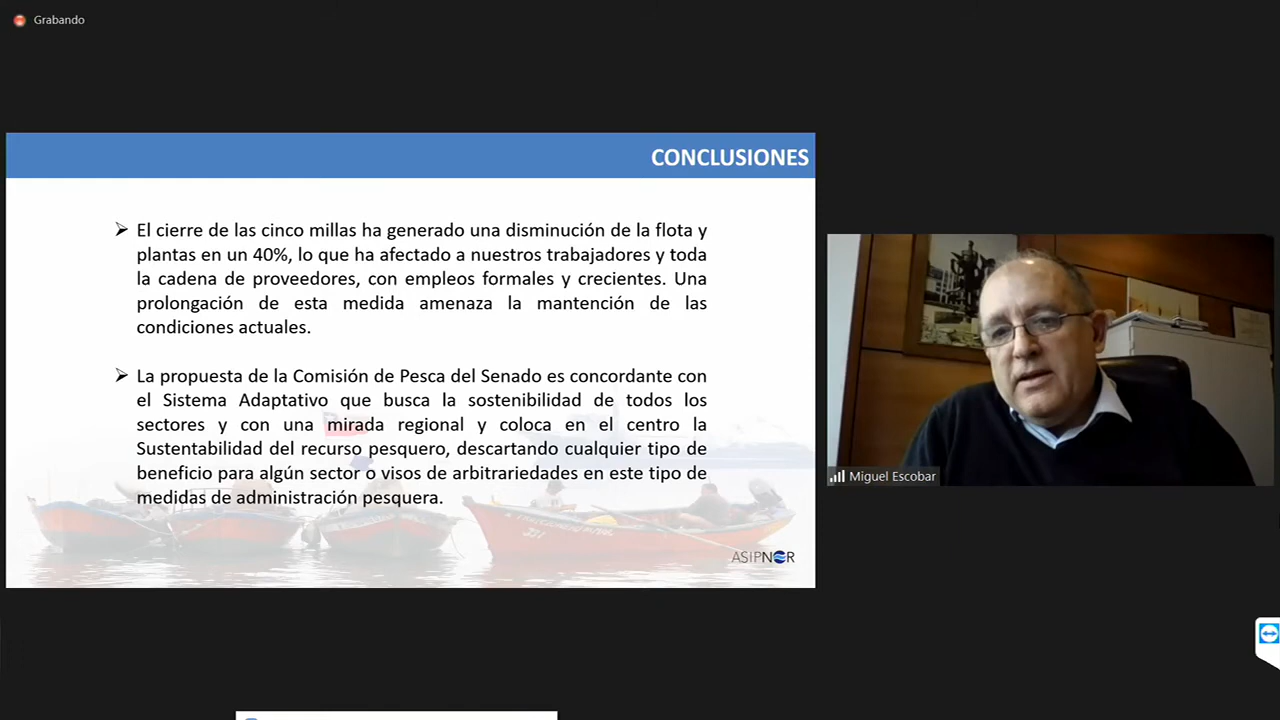 Grabando
CONCLUSIONES
➢ El cierre de las cinco millas ha generado una disminución de la flota y
plantas en un 40%, lo que ha afectado a nuestros trabajadores y toda
la cadena de proveedores, con empleos formales y crecientes. Una
prolongación de esta medida amenaza la mantención de las
condiciones actuales.
➢ La propuesta de la Comisión de Pesca del Senado es concordante con
el Sistema Adaptativo que busca la sostenibilidad de todos los
sectores y con una mirada regional y coloca en el centro la
Sustentabilidad del recurso pesquero, descartando cualquier tipo de
beneficio para algún sector o visos de arbitrariedades en este tipo de
medidas de administración pesquera.
ASIPNOR
Miguel Escobar